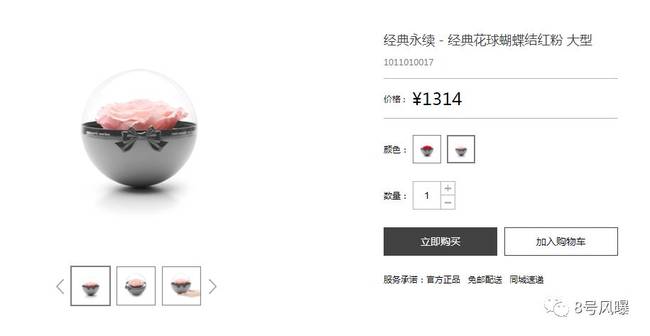 经典永续 - 经典花球蝴蝶结红粉 大型
1011010017
价格： ¥1314
颜色：
数量： 1 + −
立即购买 加入购物车
服务承诺：官方正品 免邮配送 同城速递
8号风曝